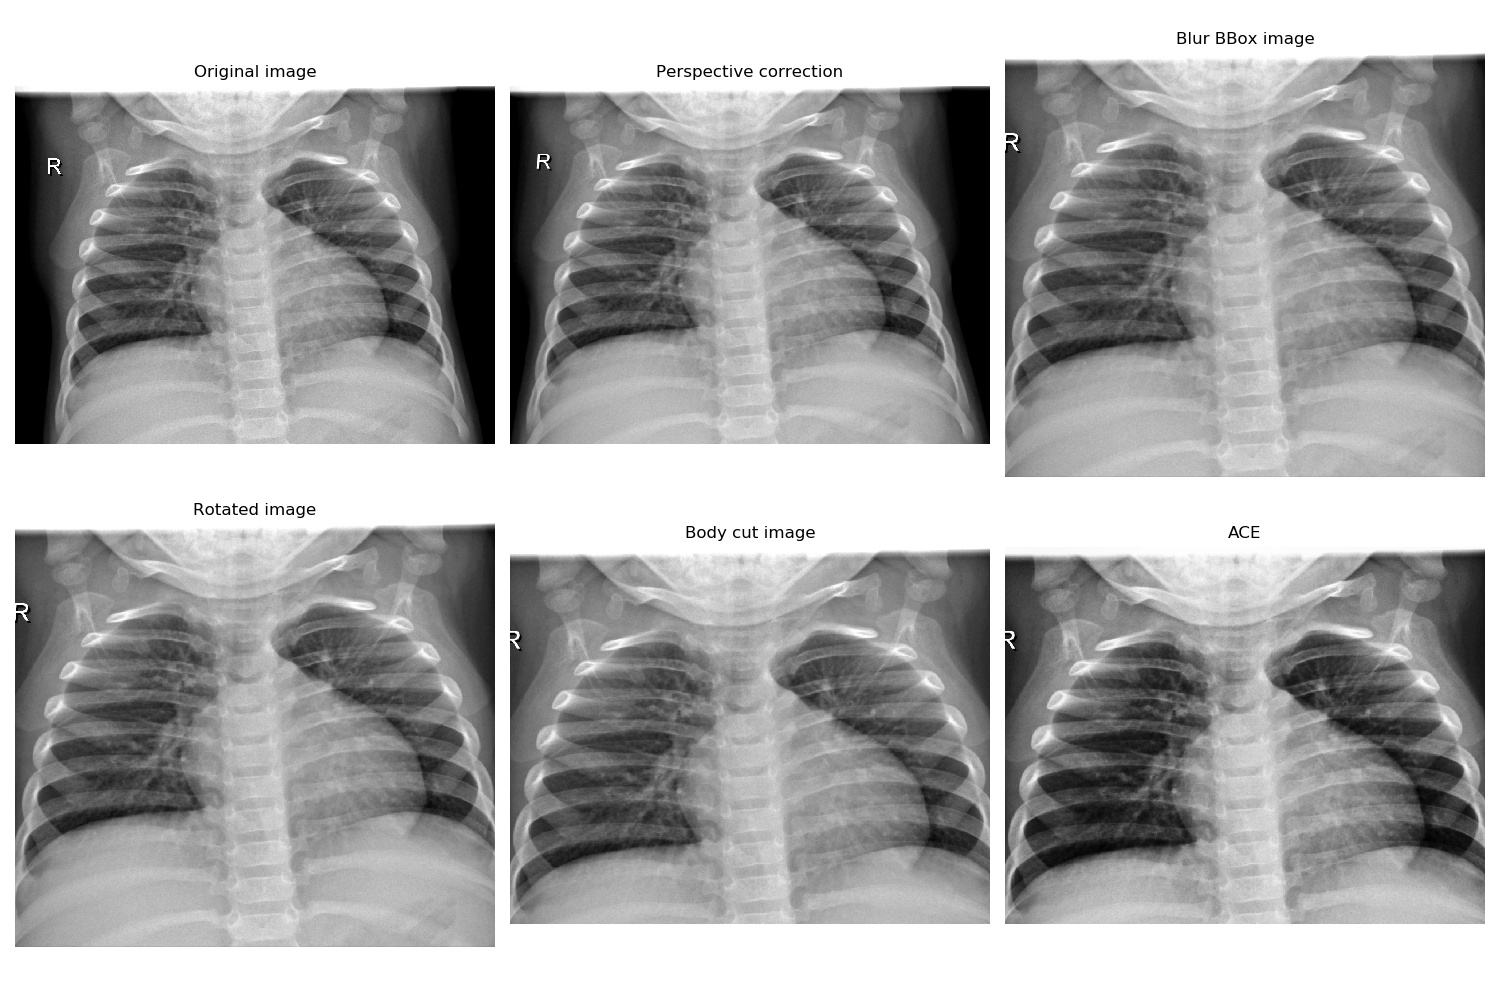 Original image
Perspective correction
Blur BBox image
R
R
R
Rotated image
Body cut image
ACE
R
R
R